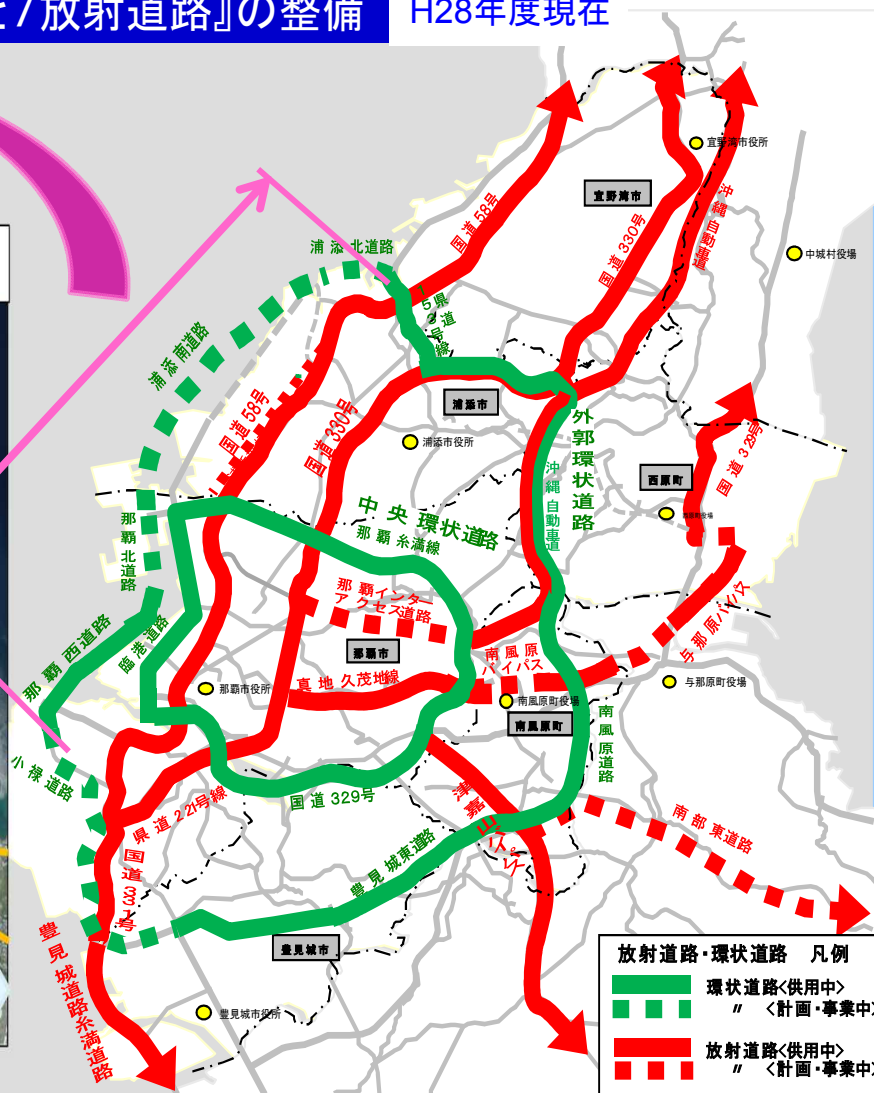 と7放射道路』の整備
H28年度現在
宜野湾市役所
宜野湾市
国道58号
国道330号
沖縄自動車道
中城村役場
浦添北道路
浦添南道路
県道153号線
国道58号
国道330号
浦添市
浦添市役所
外郭環状道路
沖縄自動車道
西原町
国道329号
中央環状道路
那覇糸満線
那覇北道路
那覇インター
アクセス道路
与那原バイパス
那覇西道路
臨港道路
那覇市
南風原
バイパス
那覇市役所
真地久茂地線
与那原町役場
南風原町役場
南風原町
南風原道路
小禄道路
国道329号
県道221号線
国道331号
津嘉山バイパス
南部東道路
豊見城東道路
豊見城市
豊見城道路糸満道路
豊見城市役所
放射道路・環状道路 凡例
環状道路<供用中>
〃 <計画・事業中>
放射道路<供用中>
〃 <計画・事業中>